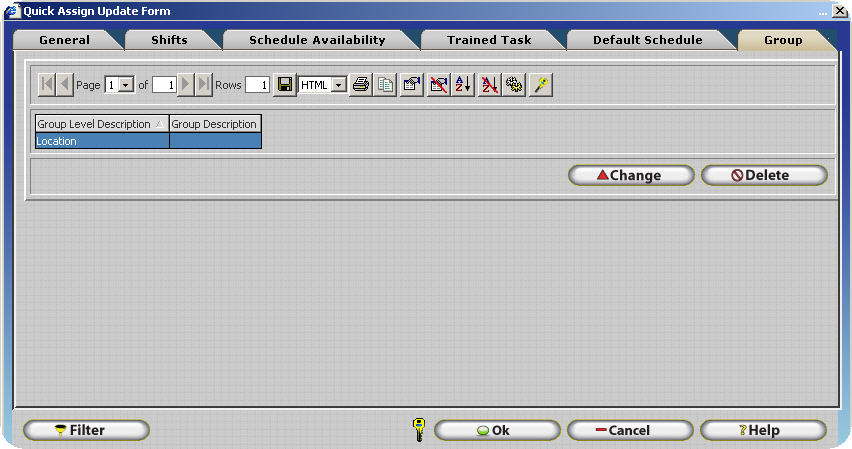 Quick Assign Update Form ...
General Shifts Schedule Availability Trained Task Default Schedule Group
Page 1 of 1 Rows 1 HTML
Group Level Description Group Description
Location
Change Delete
Filter Ok Cancel Help